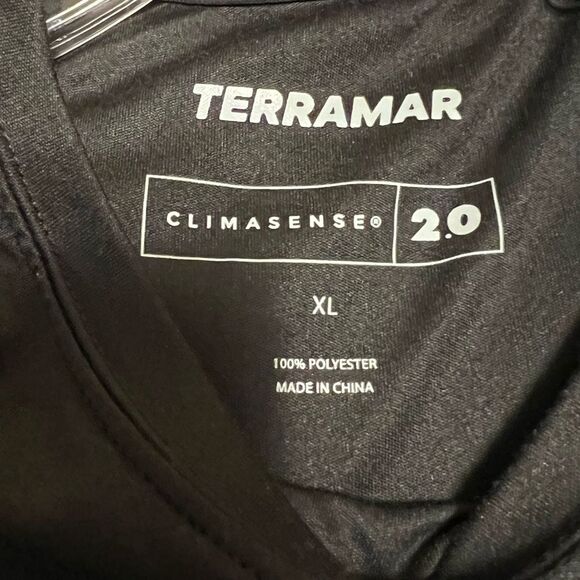 TERRAMAR
CLIMASENSE® 2.0
XL
100% POLYESTER
MADE IN CHINA